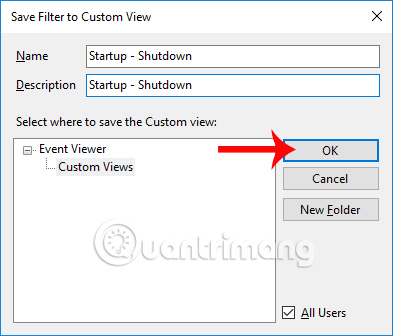 Save Filter to Custom View
Name Startup - Shutdown
Description Startup - Shutdown
Select where to save the Custom view:
Event Viewer
Custom Views
OK
Cancel
New Folder
Quantrimang
All Users